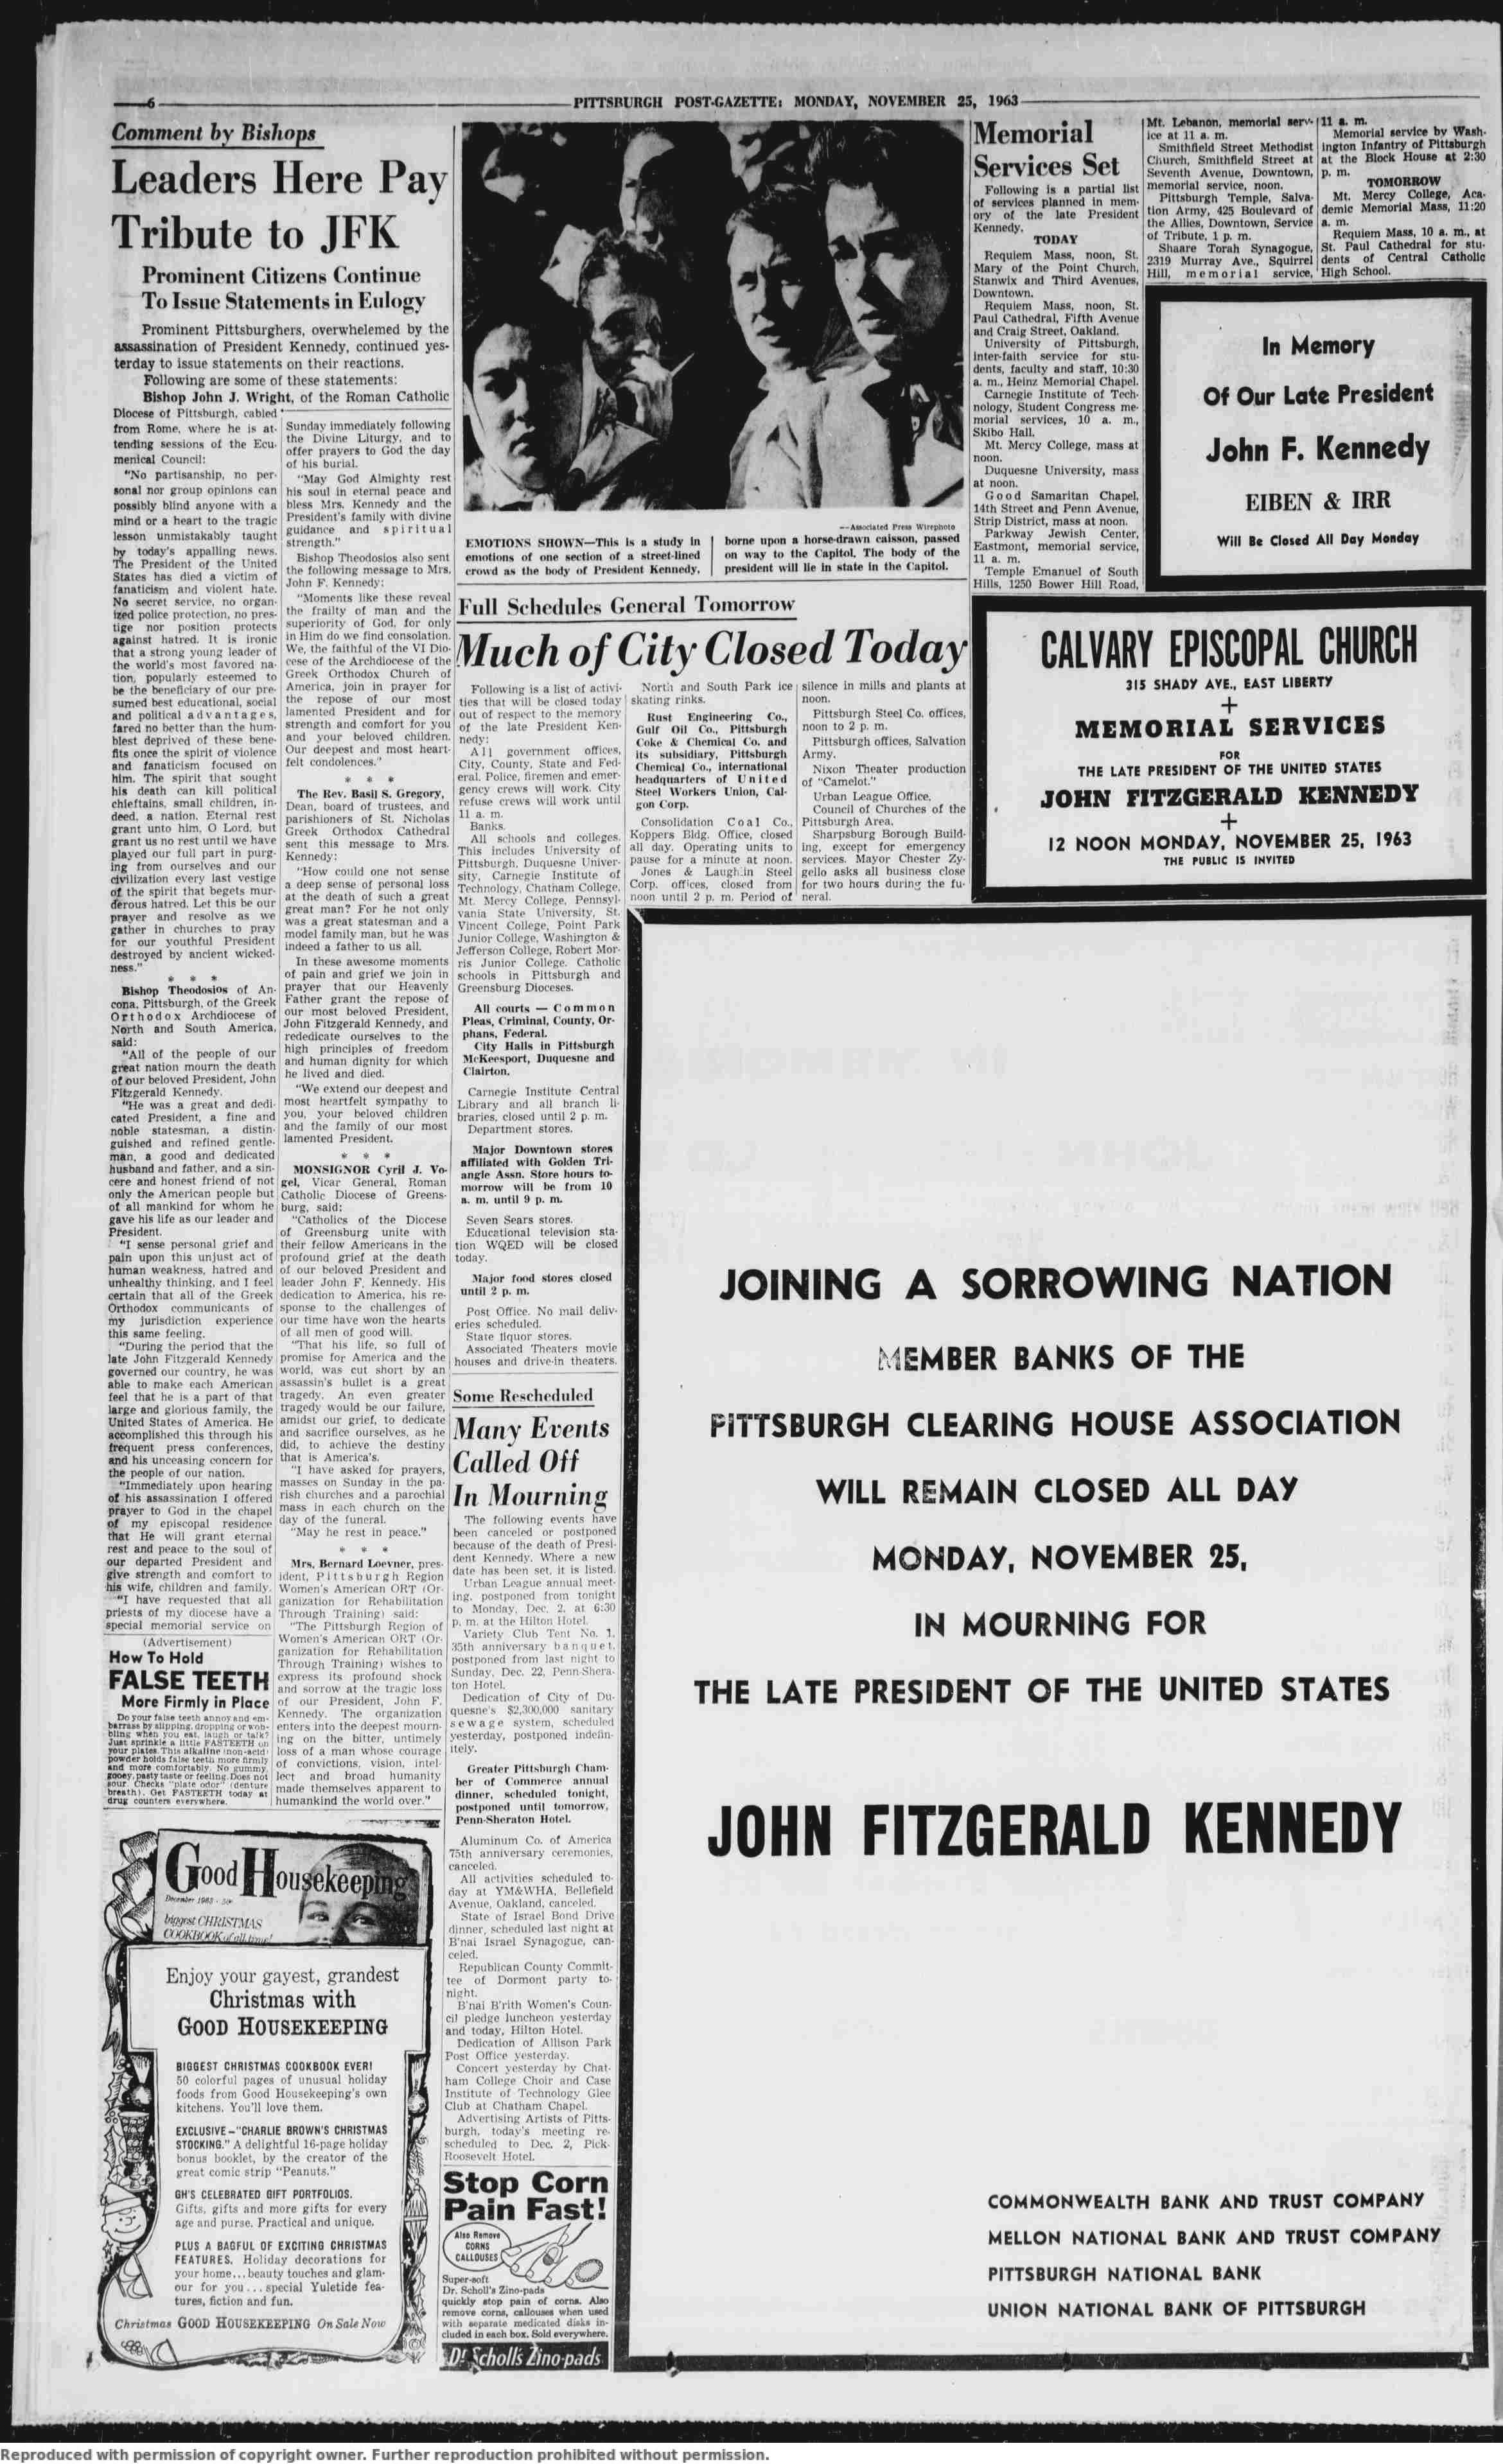 6
PITTSBURGH POST-GAZETTE: MONDAY, NOVEMBER 25, 1963
Comment by Bishops
Leaders Here Pay
Tribute to JFK
Prominent Citizens Continue
To Issue Statements in Eulogy
Prominent Pittsburghers, overwhelemed by the
assassination of President Kennedy, continued yes-
terday to issue statements on their reactions.
Following are some of these statements:
Bishop John J. Wright, of the Roman Catholic
Diocese of Pittsburgh, cabled
from Rome, where he is at-
tending sessions of the Ecu-
menical Council:
"No partisanship, no per-
sonal nor group opinions can
possibly blind anyone with a
mind or a heart to the tragic
lesson unmistakably taught
by today's appalling news.
The President of the United
States has died a victim of
fanaticism and violent hate.
No secret service, no organ-
ized police protection, no pres-
tige nor position protects
against hatred. It is ironic
that a strong young leader of
the world's most favored na-
tion, popularly esteemed to
be the beneficiary of our pre-
sumed best educational, social
and political advantages,
fared no better than the hum-
blest deprived of these bene-
fits once the spirit of violence
and fanaticism focused on
him. The spirit that sought
his death can kill political
chieftains, small children, in-
deed, a nation. Eternal rest
grant unto him, O Lord, but
grant us no rest until we have
played our full part in purg-
ing from ourselves and our
civilization every last vestige
of the spirit that begets mur-
derous hatred. Let this be our
prayer and resolve as we
gather in churches to pray
for our youthful President
destroyed by ancient wicked-
ness."
* * *
Bishop Theodosios of An-
cona, Pittsburgh, of the Greek
Orthodox Archdiocese of
North and South America,
said:
"All of the people of our
great nation mourn the death
of our beloved President, John
Fitzgerald Kennedy.
"He was a great and dedi-
cated President, a fine and
noble statesman, a distin-
guished and refined gentle-
man, a good and dedicated
husband and father, and a sin-
cere and honest friend of not
only the American people but
of all mankind for whom he
gave his life as our leader and
President.
"I sense personal grief and
pain upon this unjust act of
human weakness, hatred and
unhealthy thinking, and I feel
certain that all of the Greek
Orthodox communicants of
my jurisdiction experience
this same feeling.
"During the period that the
late John Fitzgerald Kennedy
governed our country, he was
able to make each American
feel that he is a part of that
large and glorious family, the
United States of America. He
accomplished this through his
frequent press conferences,
and his unceasing concern for
the people of our nation.
"Immediately upon hearing
of his assassination I offered
prayer to God in the chapel
of my episcopal residence
that He will grant eternal
rest and peace to the soul of
our departed President and
give strength and comfort to
his wife, children and family.
"I have requested that all
priests of my diocese have a
special memorial service on
Sunday immediately following
the Divine Liturgy, and to
offer prayers to God the day
of his burial.
"May God Almighty rest
his soul in eternal peace and
bless Mrs. Kennedy and the
President's family with divine
guidance and spiritual
strength."
Bishop Theodosios also sent
the following message to Mrs.
John F. Kennedy:
"Moments like these reveal
the frailty of man and the
superiority of God, for only
in Him do we find consolation.
We, the faithful of the VI Dio-
cese of the Archdiocese of the
Greek Orthodox Church of
America, join in prayer for
the repose of our most
lamented President and for
strength and comfort for you
and your beloved children.
Our deepest and most heart-
felt condolences."
* * *
The Rev. Basil S. Gregory,
Dean, board of trustees, and
parishioners of St. Nicholas
Greek Orthodox Cathedral
sent this message to Mrs.
Kennedy:
"How could one not sense
a deep sense of personal loss
at the death of such a great
great man? For he not only
was a great statesman and a
model family man, but he was
indeed a father to us all.
In these awesome moments
of pain and grief we join in
prayer that our Heavenly
Father grant the repose of
our most beloved President,
John Fitzgerald Kennedy, and
rededicate ourselves to the
high principles of freedom
and human dignity for which
he lived and died.
"We extend our deepest and
most heartfelt sympathy to
you, your beloved children
and the family of our most
lamented President.
* * *
MONSIGNOR Cyril J. Vo-
gel, Vicar General, Roman
Catholic Diocese of Greens-
burg, said:
"Catholics of the Diocese
of Greensburg unite with
their fellow Americans in the
profound grief at the death
of our beloved President and
leader John F. Kennedy. His
dedication to America, his re-
sponse to the challenges of
our time have won the hearts
of all men of good will.
"That his life, so full of
promise for America and the
world, was cut short by an
assassin's bullet is a great
tragedy. An even greater
tragedy would be our failure,
amidst our grief, to dedicate
and sacrifice ourselves, as he
did, to achieve the destiny
that is America's.
"I have asked for prayers,
masses on Sunday in the pa-
rish churches and a parochial
mass in each church on the
day of the funeral.
"May he rest in peace."
* * *
Mrs. Bernard Loevner, pres-
ident, Pittsburgh Region
Women's American ORT (Or-
ganization for Rehabilitation
Through Training) said:
"The Pittsburgh Region of
Women's American ORT (Or-
ganization for Rehabilitation
Through Training) wishes to
express its profound shock
and sorrow at the tragic loss
of our President, John F.
Kennedy. The organization
enters into the deepest mourn-
ing on the bitter, untimely
loss of a man whose courage
of convictions, vision, intel-
lect and broad humanity
made themselves apparent to
humankind the world over."
(Advertisement)
How To Hold
FALSE TEETH
More Firmly in Place
Do your false teeth annoy and em-
barrass by slipping, dropping or wob-
bling when you eat, laugh or talk?
Just sprinkle a little FASTEETH on
your plates. This alkaline (non-acid)
powder holds false teeth more firmly
and more comfortably. No gummy,
gooey, pasty taste or feeling. Does not
sour. Checks "plate odor" (denture
breath). Get FASTEETH today at
drug counters everywhere.
Good Housekeeping
December 1963
biggest CHRISTMAS
COOKBOOK of all time!
Enjoy your gayest, grandest
Christmas with
GOOD HOUSEKEEPING
BIGGEST CHRISTMAS COOKBOOK EVER!
50 colorful pages of unusual holiday
foods from Good Housekeeping's own
kitchens. You'll love them.
EXCLUSIVE—"CHARLIE BROWN'S CHRISTMAS
STOCKING." A delightful 16-page holiday
bonus booklet, by the creator of the
great comic strip "Peanuts."
GH'S CELEBRATED GIFT PORTFOLIOS.
Gifts, gifts and more gifts for every
age and purse. Practical and unique.
PLUS A BAGFUL OF EXCITING CHRISTMAS
FEATURES. Holiday decorations for
your home...beauty touches and glam-
our for you...special Yuletide fea-
tures, fiction and fun.
Christmas GOOD HOUSEKEEPING On Sale Now
—Associated Press Wirephoto
EMOTIONS SHOWN—This is a study in
emotions of one section of a street-lined
crowd as the body of President Kennedy,
borne upon a horse-drawn caisson, passed
on way to the Capitol. The body of the
president will lie in state in the Capitol.
Full Schedules General Tomorrow
Much of City Closed Today
Following is a list of activi-
ties that will be closed today
out of respect to the memory
of the late President Ken-
nedy:
All government offices,
City, County, State and Fed-
eral. Police, firemen and emer-
gency crews will work. City
refuse crews will work until
11 a. m.
Banks.
All schools and colleges.
This includes University of
Pittsburgh, Duquesne Univer-
sity, Carnegie Institute of
Technology, Chatham College,
Mt. Mercy College, Pennsyl-
vania State University, St.
Vincent College, Point Park
Junior College, Washington &
Jefferson College, Robert Mor-
ris Junior College. Catholic
schools in Pittsburgh and
Greensburg Dioceses.
All courts — Common
Pleas, Criminal, County, Or-
phans, Federal.
City Halls in Pittsburgh
McKeesport, Duquesne and
Clairton.
Carnegie Institute Central
Library and all branch li-
braries, closed until 2 p. m.
Department stores.
Major Downtown stores
affiliated with Golden Tri-
angle Assn. Store hours to-
morrow will be from 10
a. m. until 9 p. m.
Seven Sears stores.
Educational television sta-
tion WQED will be closed
today.
Major food stores closed
until 2 p. m.
Post Office. No mail deliv-
eries scheduled.
State liquor stores.
Associated Theaters movie
houses and drive-in theaters.
North and South Park ice
skating rinks.
Rust Engineering Co.,
Gulf Oil Co., Pittsburgh
Coke & Chemical Co. and
its subsidiary, Pittsburgh
Chemical Co., international
headquarters of United
Steel Workers Union, Cal-
gon Corp.
Consolidation Coal Co.,
Koppers Bldg. Office, closed
all day. Operating units to
pause for a minute at noon.
Jones & Laughlin Steel
Corp. offices, closed from
noon until 2 p. m. Period of
silence in mills and plants at
noon.
Pittsburgh Steel Co. offices,
noon to 2 p. m.
Pittsburgh offices, Salvation
Army.
Nixon Theater production
of "Camelot."
Urban League Office.
Council of Churches of the
Pittsburgh Area.
Sharpsburg Borough Build-
ing, except for emergency
services. Mayor Chester Zy-
gello asks all business close
for two hours during the fu-
neral.
Some Rescheduled
Many Events
Called Off
In Mourning
The following events have
been canceled or postponed
because of the death of Presi-
dent Kennedy. Where a new
date has been set, it is listed.
Urban League annual meet-
ing, postponed from tonight
to Monday, Dec. 2, at 6:30
p. m. at the Hilton Hotel.
Variety Club Tent No. 1,
35th anniversary banquet,
postponed from last night to
Sunday, Dec. 22, Penn-Shera-
ton Hotel.
Dedication of City of Du-
quesne's $2,300,000 sanitary
sewage system, scheduled
yesterday, postponed indefin-
itely.
Greater Pittsburgh Cham-
ber of Commerce annual
dinner, scheduled tonight,
postponed until tomorrow,
Penn-Sheraton Hotel.
Aluminum Co. of America
75th anniversary ceremonies,
canceled.
All activities scheduled to-
day at YM&WHA, Bellefield
Avenue, Oakland, canceled.
State of Israel Bond Drive
dinner, scheduled last night at
B'nai Israel Synagogue, can-
celed.
Republican County Commit-
tee of Dormont party to-
night.
B'nai B'rith Women's Coun-
cil pledge luncheon yesterday
and today, Hilton Hotel.
Dedication of Allison Park
Post Office yesterday.
Concert yesterday by Chat-
ham College Choir and Case
Institute of Technology Glee
Club at Chatham Chapel.
Advertising Artists of Pitts-
burgh, today's meeting re-
scheduled to Dec. 2, Pick-
Roosevelt Hotel.
Stop Corn
Pain Fast!
Also Remove
CORNS
CALLOUSES
Super-soft
Dr. Scholl's Zino-pads
quickly stop pain of corns. Also
remove corns, callouses when used
with separate medicated disks in-
cluded in each box. Sold everywhere.
Dr Scholl's Zino-pads
Memorial
Services Set
Following is a partial list
of services planned in mem-
ory of the late President
Kennedy.
TODAY
Requiem Mass, noon, St.
Mary of the Point Church,
Stanwix and Third Avenues,
Downtown.
Requiem Mass, noon, St.
Paul Cathedral, Fifth Avenue
and Craig Street, Oakland.
University of Pittsburgh,
inter-faith service for stu-
dents, faculty and staff, 10:30
a. m., Heinz Memorial Chapel.
Carnegie Institute of Tech-
nology, Student Congress me-
morial services, 10 a. m.,
Skibo Hall.
Mt. Mercy College, mass at
noon.
Duquesne University, mass
at noon.
Good Samaritan Chapel,
14th Street and Penn Avenue,
Strip District, mass at noon.
Parkway Jewish Center,
Eastmont, memorial service,
11 a. m.
Temple Emanuel of South
Hills, 1250 Bower Hill Road,
Mt. Lebanon, memorial serv-
ice at 11 a. m.
Smithfield Street Methodist
Church, Smithfield Street at
Seventh Avenue, Downtown,
memorial service, noon.
Pittsburgh Temple, Salva-
tion Army, 425 Boulevard of
the Allies, Downtown, Service
of Tribute, 1 p. m.
Shaare Torah Synagogue,
2319 Murray Ave., Squirrel
Hill, memorial service,
11 a. m.
Memorial service by Wash-
ington Infantry of Pittsburgh
at the Block House at 2:30
p. m.
TOMORROW
Mt. Mercy College, Aca-
demic Memorial Mass, 11:20
a. m.
Requiem Mass, 10 a. m., at
St. Paul Cathedral for stu-
dents of Central Catholic
High School.
In Memory
Of Our Late President
John F. Kennedy
EIBEN & IRR
Will Be Closed All Day Monday
CALVARY EPISCOPAL CHURCH
315 SHADY AVE., EAST LIBERTY
+
MEMORIAL SERVICES
FOR
THE LATE PRESIDENT OF THE UNITED STATES
JOHN FITZGERALD KENNEDY
+
12 NOON MONDAY, NOVEMBER 25, 1963
THE PUBLIC IS INVITED
JOINING A SORROWING NATION
MEMBER BANKS OF THE
PITTSBURGH CLEARING HOUSE ASSOCIATION
WILL REMAIN CLOSED ALL DAY
MONDAY, NOVEMBER 25,
IN MOURNING FOR
THE LATE PRESIDENT OF THE UNITED STATES
JOHN FITZGERALD KENNEDY
COMMONWEALTH BANK AND TRUST COMPANY
MELLON NATIONAL BANK AND TRUST COMPANY
PITTSBURGH NATIONAL BANK
UNION NATIONAL BANK OF PITTSBURGH
Reproduced with permission of copyright owner. Further reproduction prohibited without permission.